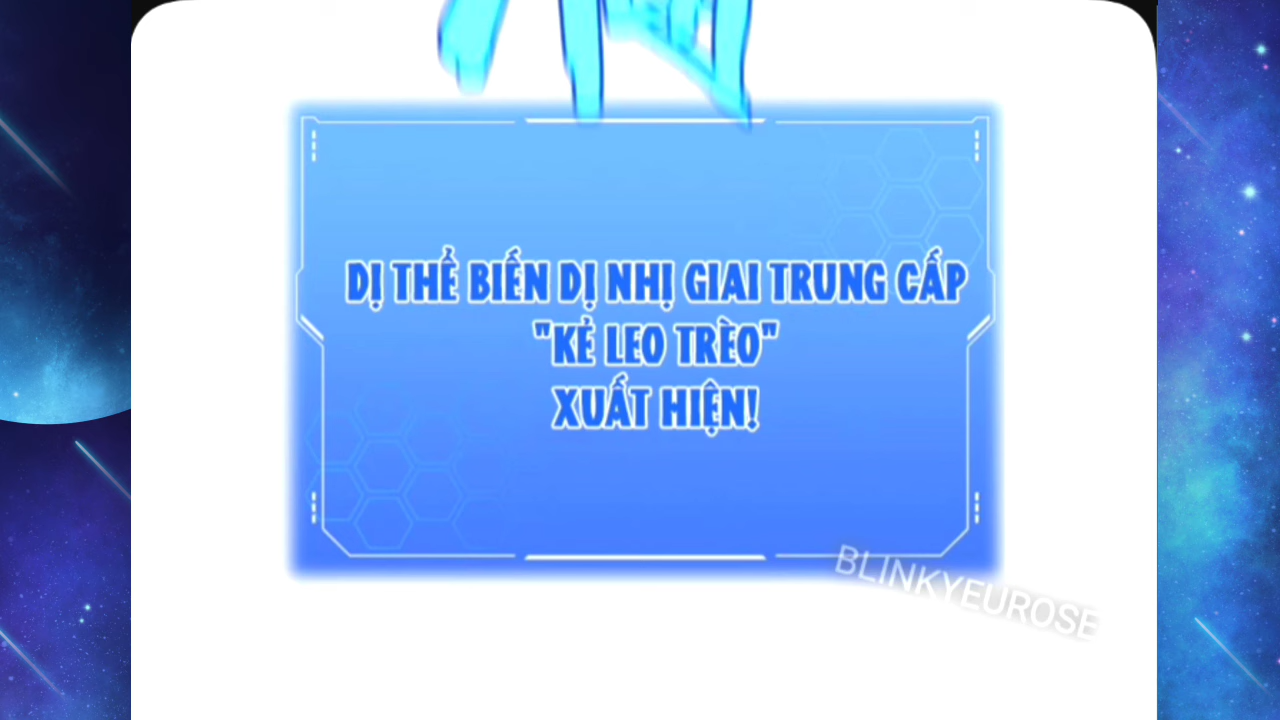 DỊ THỂ BIẾN DỊ NHỊ GIAI TRUNG CẤP
"KẺ LEO TRÈO"
XUẤT HIỆN!
BLINKYEUROSE